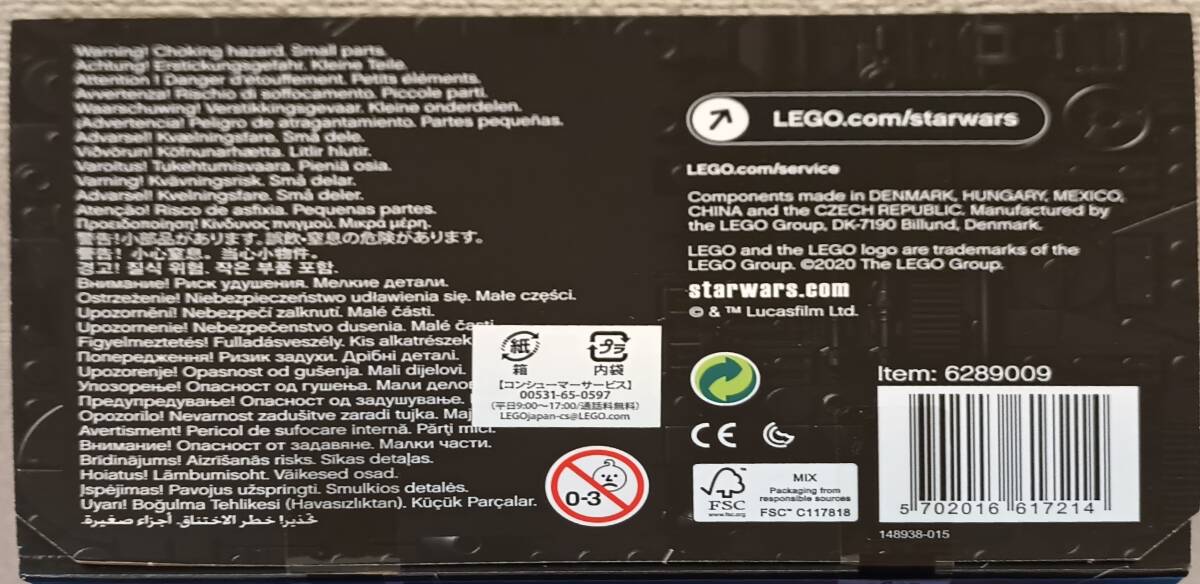 Warning! Choking hazard. Small parts.
Achtung! Erstickungsgefahr. Kleine Teile.
Attention ! Danger d'étouffement. Petits éléments.
Avvertenza! Rischio di soffocamento. Piccole parti.
Waarschuwing! Verstikkingsgevaar. Kleine onderdelen.
¡Advertencia! Peligro de atragantamiento. Partes pequeñas.
Advarsel! Kvælningsfare. Små dele.
Viðvörun! Köfnunarhætta. Litlir hlutir.
Varoitus! Tukehtumisvaara. Pieniä osia.
Varning! Kvävningsrisk. Små delar.
Advarsel! Kvelningsfare. Små deler.
Atenção! Risco de asfixia. Pequenas partes.
Προειδοποίηση! Κίνδυνος πνιγμού. Μικρά μέρη.
警告!小部品があります。誤飲・窒息の危険があります。
警告！小心窒息。当心小物件。
경고! 질식 위험. 작은 부품 포함.
Внимание! Риск удушения. Мелкие детали.
Ostrzeżenie! Niebezpieczeństwo udławienia się. Małe części.
Upozornění! Nebezpečí zalknutí. Malé části.
Upozornenie! Nebezpečenstvo dusenia. Malé časti.
Figyelmeztetés! Fulladásveszély. Kis alkatrészek
Попередження! Ризик задухи. Дрібні деталі.
Upozorenje! Opasnost od gušenja. Mali dijelovi.
Упозорење! Опасност од гушења. Мали дело
Предупредување! Опасност од задушување.
Opozorilo! Nevarnost zadušitve zaradi tujka. Maj
Avertisment! Pericol de sufocare internă. Părţi mici.
Внимание! Опасност от задавяне. Малки части.
Brīdinājums! Aizrīšanās risks. Sīkas detaļas.
Hoiatus! Lämbumisoht. Väikesed osad.
Įspėjimas! Pavojus užspringti. Smulkios detalės.
Uyarı! Boğulma Tehlikesi (Havasızlıktan). Küçük Parçalar.
تحذير! خطر الاختناق. أجزاء صغيرة.
紙
箱
プラ
内袋
【コンシューマーサービス】
00531-65-0597
(平日9:00〜17:00/通話料無料)
LEGOjapan-cs@LEGO.com
0-3
LEGO.com/starwars
LEGO.com/service
Components made in DENMARK, HUNGARY, MEXICO,
CHINA and the CZECH REPUBLIC. Manufactured by
the LEGO Group, DK-7190 Billund, Denmark.
LEGO and the LEGO logo are trademarks of the
LEGO Group. ©2020 The LEGO Group.
starwars.com
© & ™ Lucasfilm Ltd.
CE
FSC
www.fsc.org
MIX
Packaging from
responsible sources
FSC™ C117818
Item: 6289009
5 702016 617214
148938-015